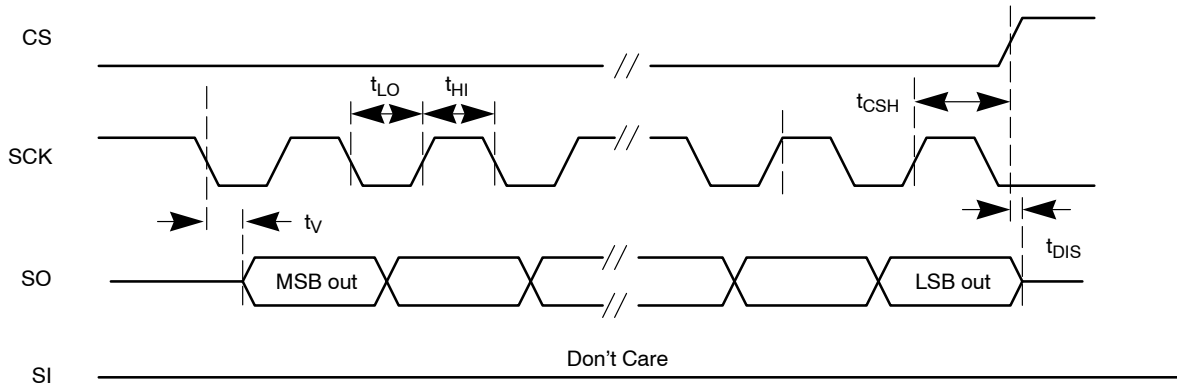 CS
t_LO t_HI
t_CSH
SCK
t_V
t_DIS
SO
MSB out
LSB out
Don't Care
SI